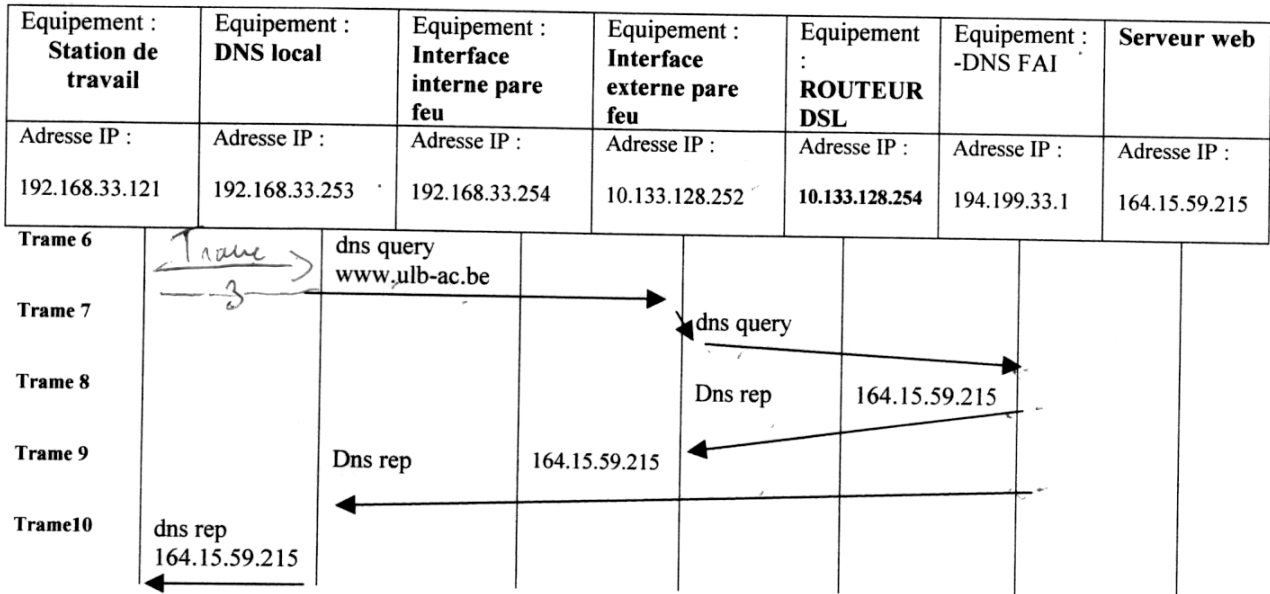 Equipement :
Station de
travail
Equipement :
DNS local
Equipement :
Interface
interne pare
feu
Equipement :
Interface
externe pare
feu
Equipement
:
ROUTEUR
DSL
Equipement :
-DNS FAI
Serveur web
Adresse IP :
192.168.33.121
Adresse IP :
192.168.33.253
Adresse IP :
192.168.33.254
Adresse IP :
10.133.128.252
Adresse IP :
10.133.128.254
Adresse IP :
194.199.33.1
Adresse IP :
164.15.59.215
Trame 6
Trame
3
dns query
www.ulb-ac.be
Trame 7
dns query
Trame 8
Dns rep
164.15.59.215
Trame 9
Dns rep
164.15.59.215
Trame10
dns rep
164.15.59.215